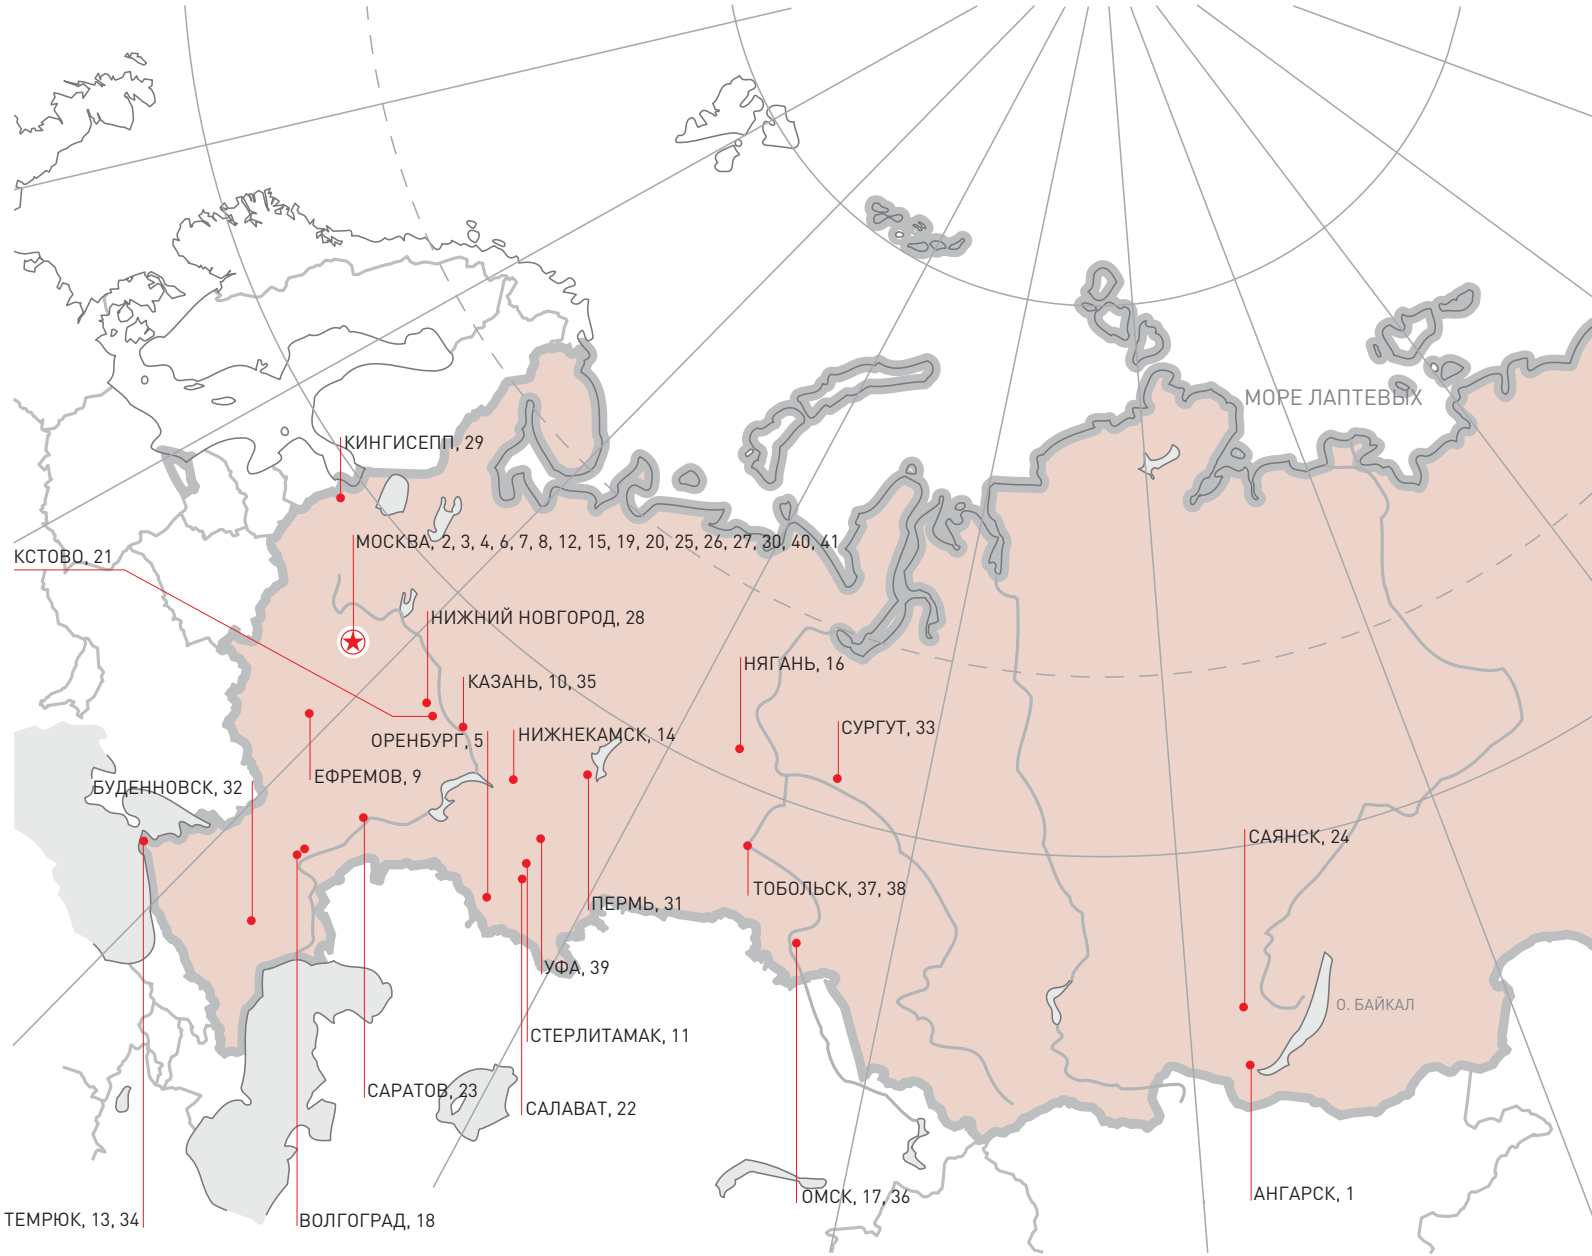 МОРЕ ЛАПТЕВЫХ
КИНГИСЕПП, 29
МОСКВА, 2, 3, 4, 6, 7, 8, 12, 15, 19, 20, 25, 26, 27, 30, 40, 41
КСТОВО, 21
НИЖНИЙ НОВГОРОД, 28
НЯГАНЬ, 16
КАЗАНЬ, 10, 35
СУРГУТ, 33
ОРЕНБУРГ, 5
НИЖНЕКАМСК, 14
ЕФРЕМОВ, 9
БУДЕННОВСК, 32
САЯНСК, 24
ТОБОЛЬСК, 37, 38
ПЕРМЬ, 31
УФА, 39
О. БАЙКАЛ
СТЕРЛИТАМАК, 11
САРАТОВ, 23
САЛАВАТ, 22
АНГАРСК, 1
ОМСК, 17, 36
ТЕМРЮК, 13, 34
ВОЛГОГРАД, 18